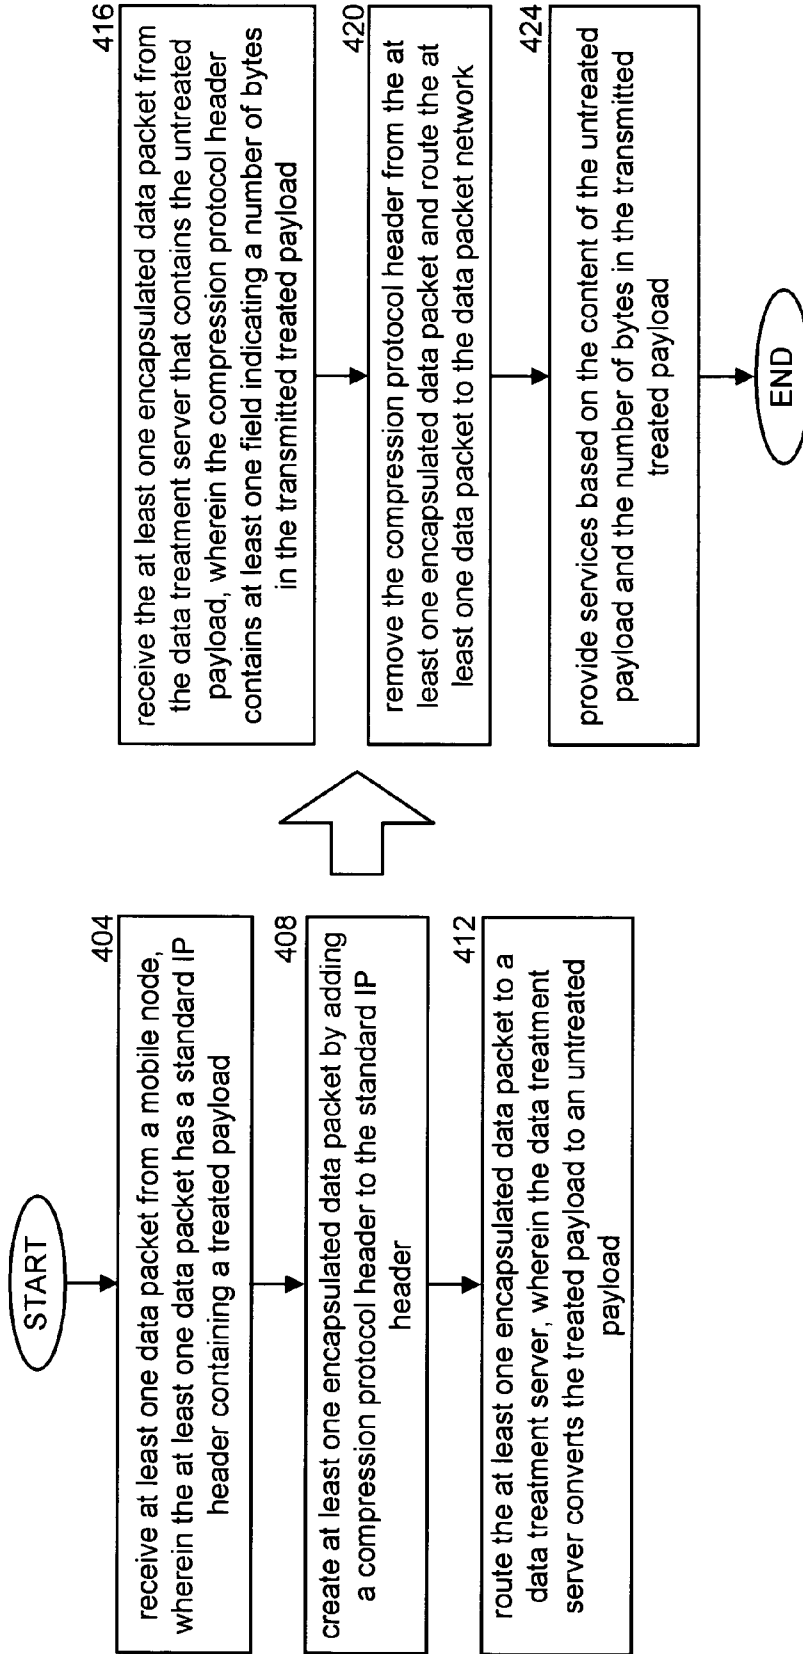 START
404
receive at least one data packet from a mobile node,
wherein the at least one data packet has a standard IP
header containing a treated payload
408
create at least one encapsulated data packet by adding
a compression protocol header to the standard IP
header
412
route the at least one encapsulated data packet to a
data treatment server, wherein the data treatment
server converts the treated payload to an untreated
payload
416
receive the at least one encapsulated data packet from
the data treatment server that contains the untreated
payload, wherein the compression protocol header
contains at least one field indicating a number of bytes
in the transmitted treated payload
420
remove the compression protocol header from the at
least one encapsulated data packet and route the at
least one data packet to the data packet network
424
provide services based on the content of the untreated
payload and the number of bytes in the transmitted
treated payload
END